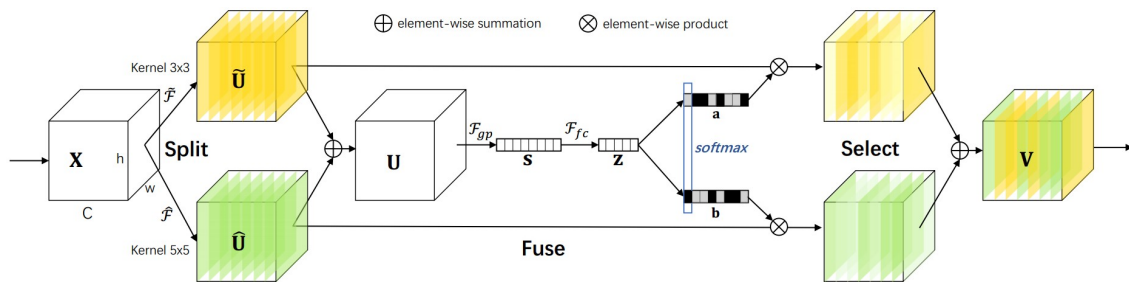 element-wise summation
element-wise product
Kernel 3x3
Ũ
ℱ̃
X
h
w
C
Split
ℱ̂
Kernel 5x5
Û
U
ℱgp
s
ℱfc
z
a
softmax
b
Fuse
Select
V